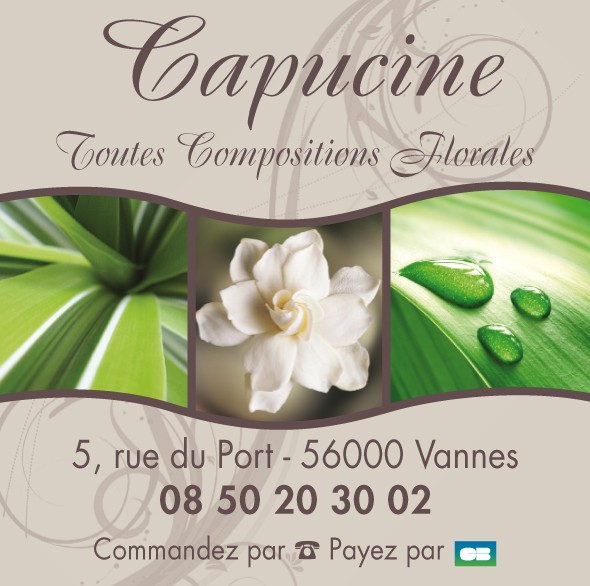 Capucine
Toutes Compositions Florales
5, rue du Port - 56000 Vannes
08 50 20 30 02
Commandez par ☎ Payez par CB